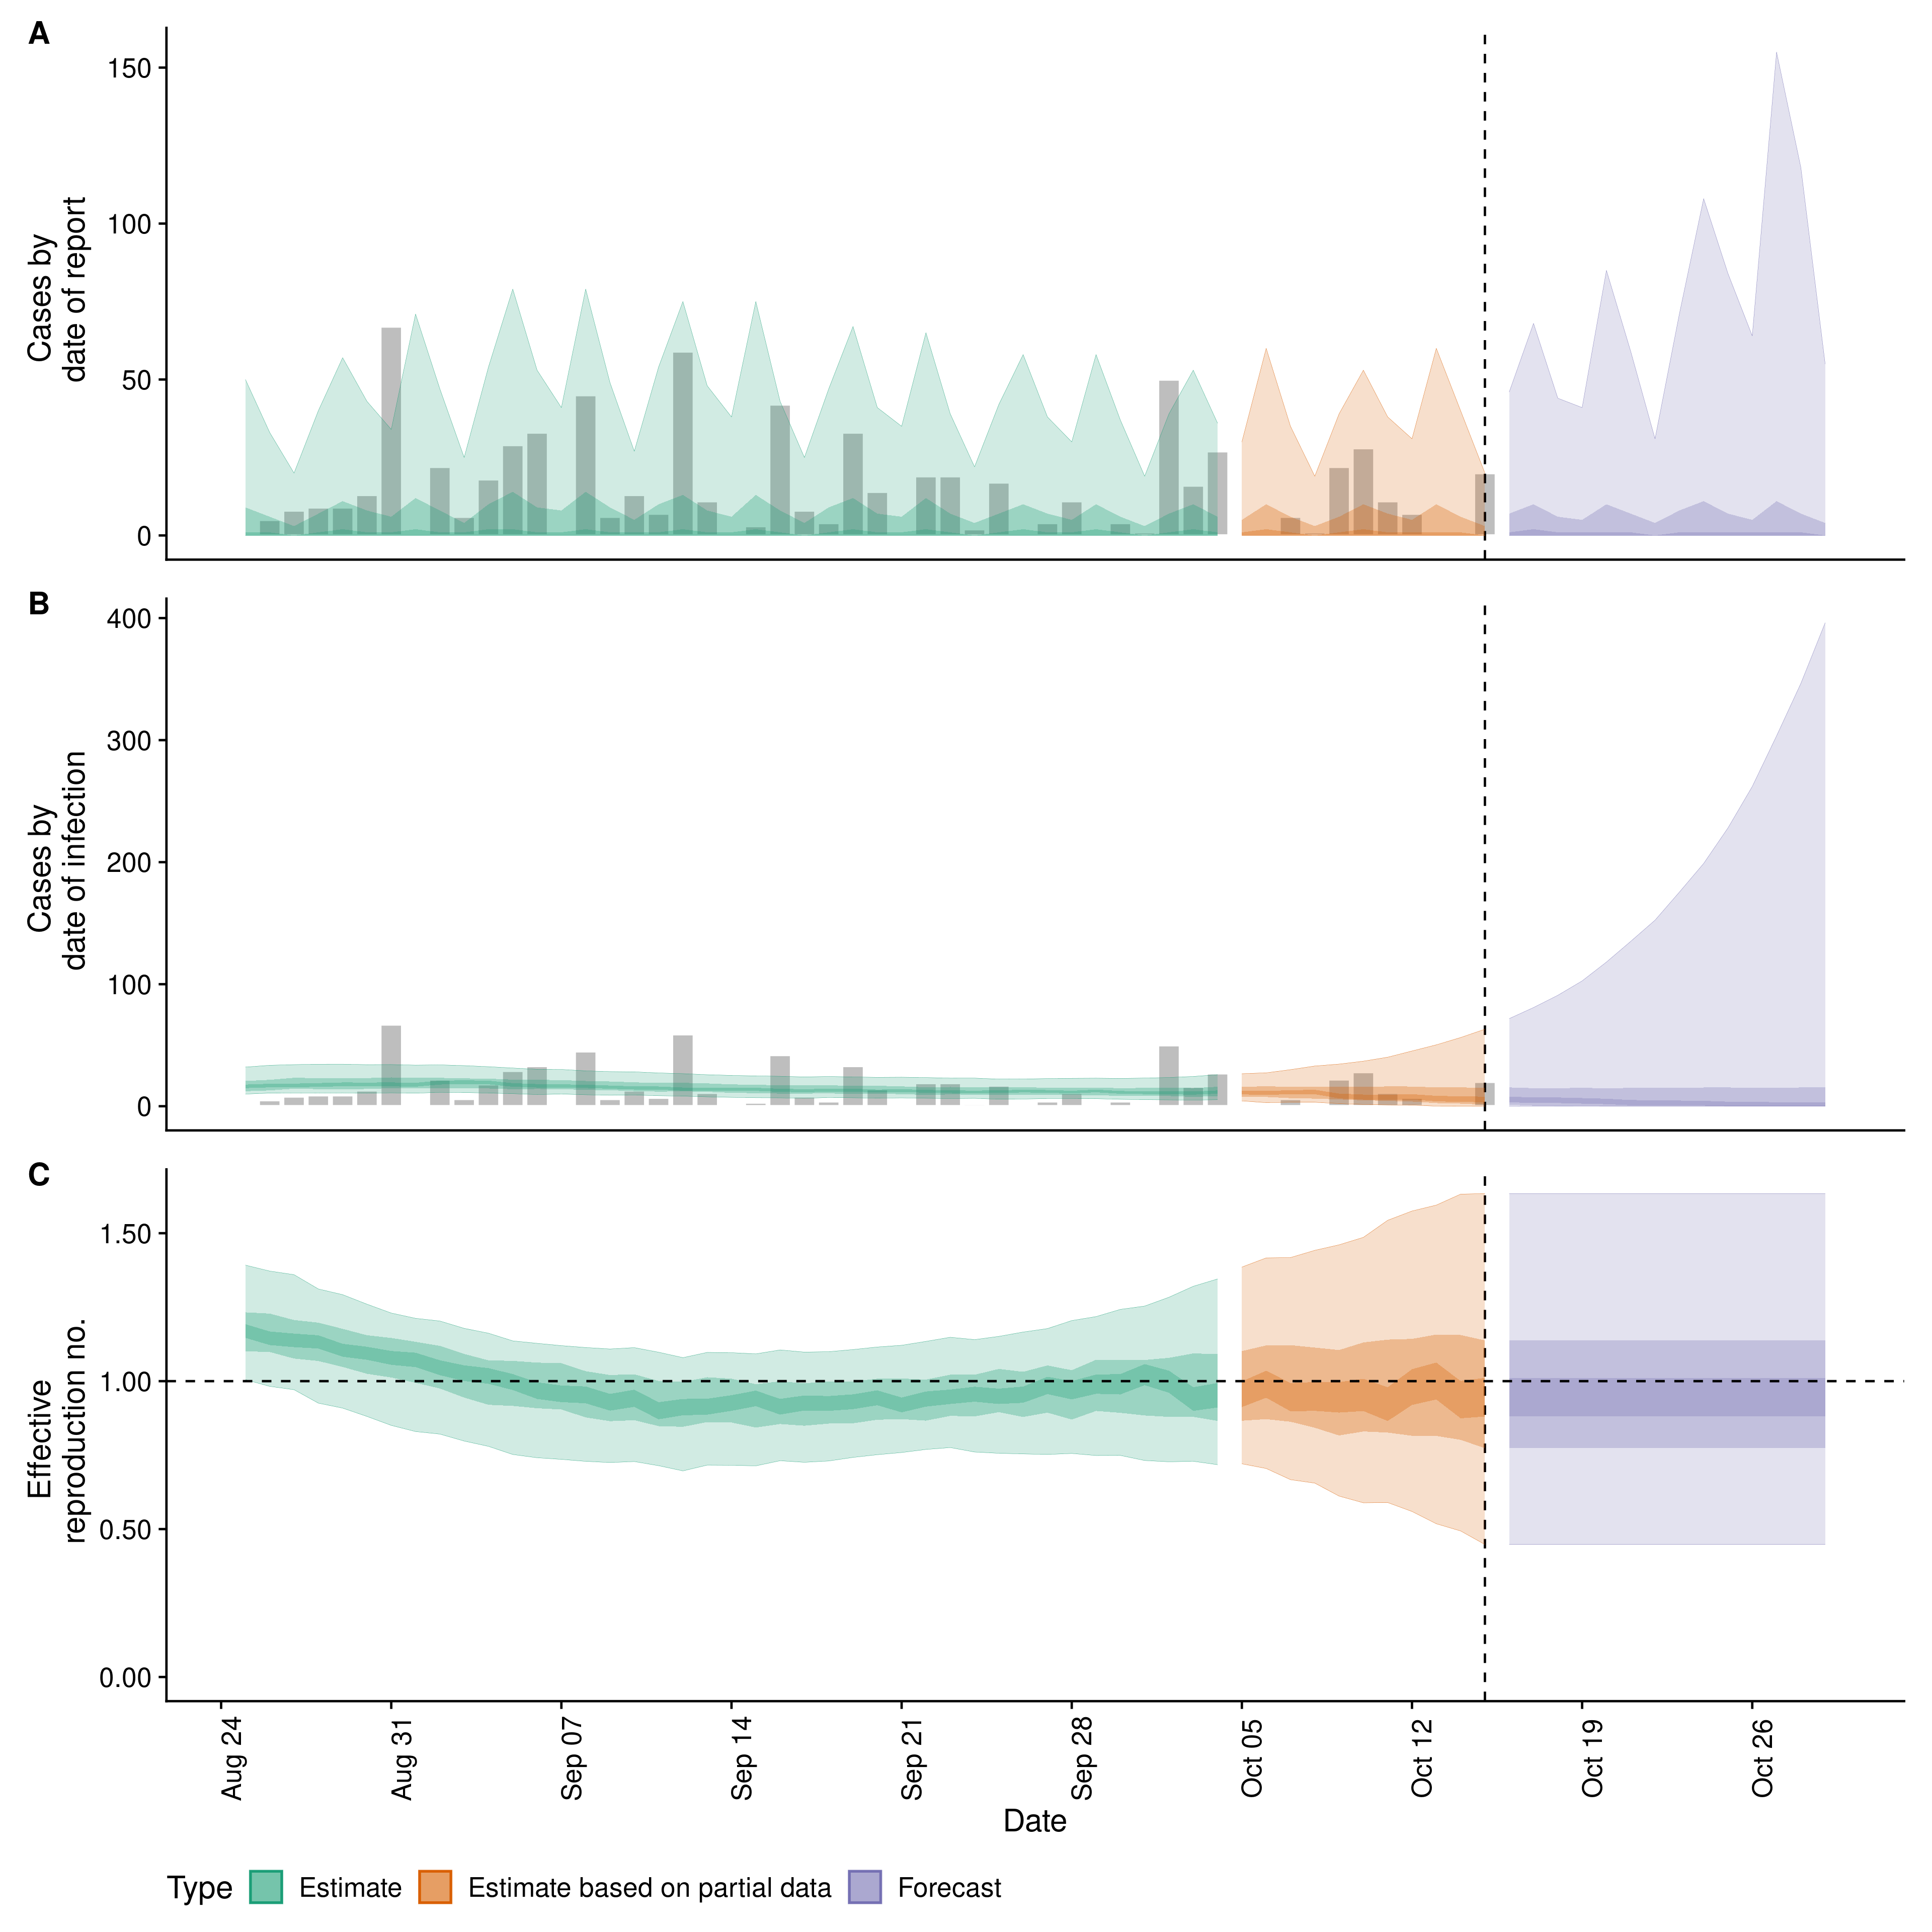 A
150
100
50
0
Cases by
date of report
B
400
300
200
100
0
Cases by
date of infection
C
1.50
1.00
0.50
0.00
Effective
reproduction no.
Aug 24
Aug 31
Sep 07
Sep 14
Sep 21
Sep 28
Oct 05
Oct 12
Oct 19
Oct 26
Date
Type Estimate Estimate based on partial data Forecast